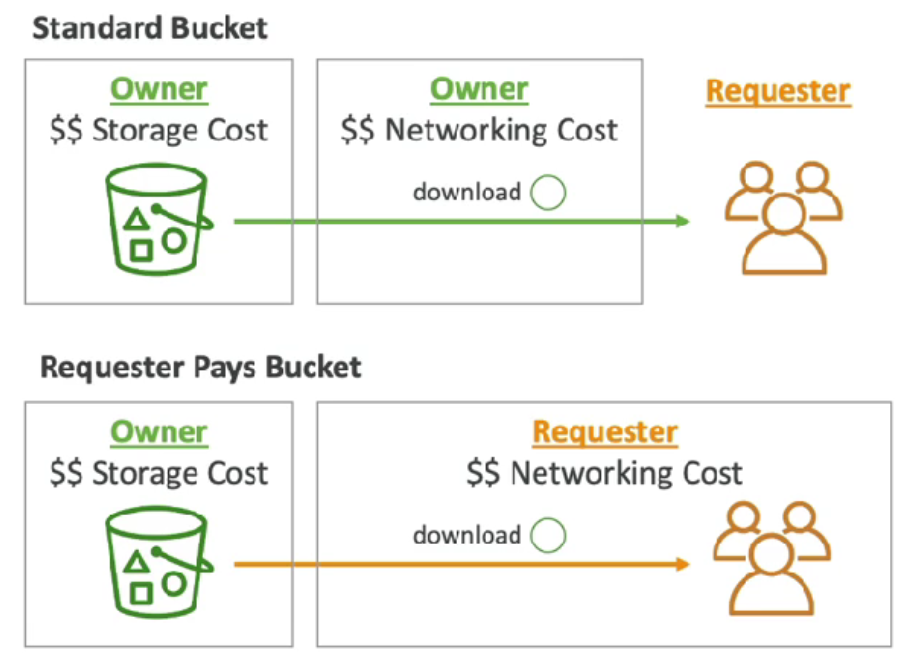 Standard Bucket
Owner
$$ Storage Cost
Owner
$$ Networking Cost
download
Requester
Requester Pays Bucket
Owner
$$ Storage Cost
Requester
$$ Networking Cost
download